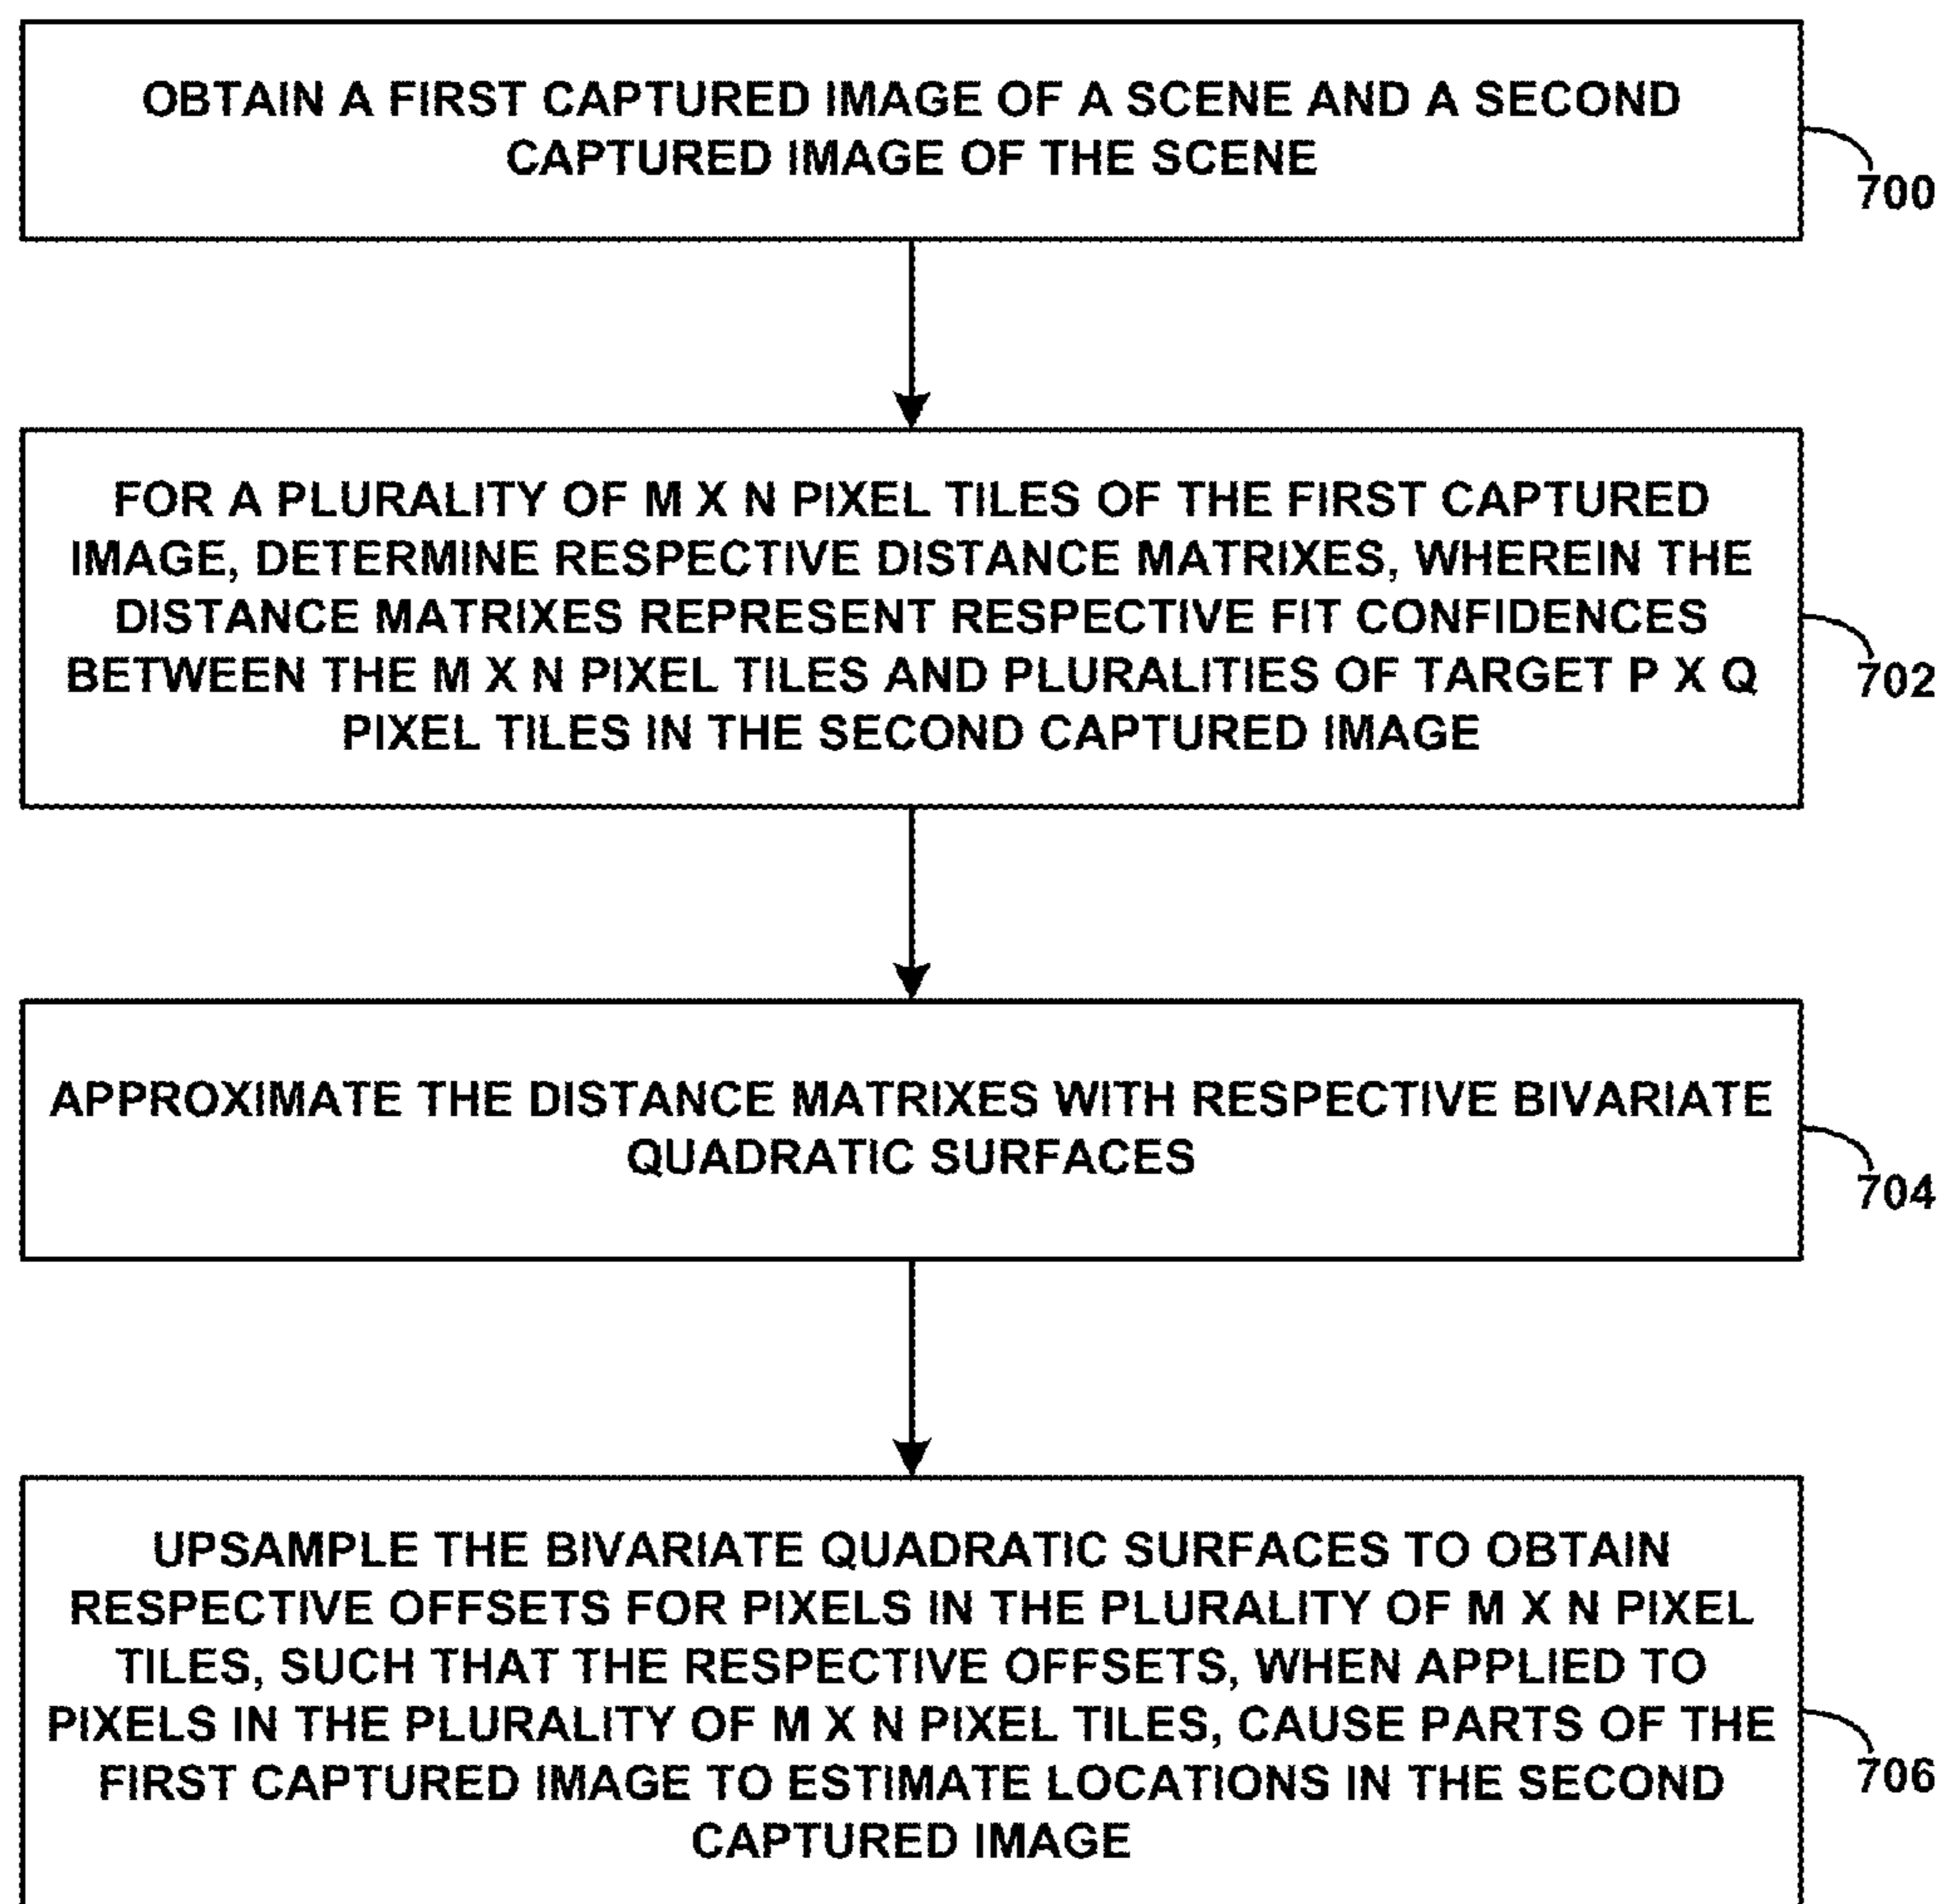 OBTAIN A FIRST CAPTURED IMAGE OF A SCENE AND A SECOND
CAPTURED IMAGE OF THE SCENE
700
FOR A PLURALITY OF M X N PIXEL TILES OF THE FIRST CAPTURED
IMAGE, DETERMINE RESPECTIVE DISTANCE MATRIXES, WHEREIN THE
DISTANCE MATRIXES REPRESENT RESPECTIVE FIT CONFIDENCES
BETWEEN THE M X N PIXEL TILES AND PLURALITIES OF TARGET P X Q
PIXEL TILES IN THE SECOND CAPTURED IMAGE
702
APPROXIMATE THE DISTANCE MATRIXES WITH RESPECTIVE BIVARIATE
QUADRATIC SURFACES
704
UPSAMPLE THE BIVARIATE QUADRATIC SURFACES TO OBTAIN
RESPECTIVE OFFSETS FOR PIXELS IN THE PLURALITY OF M X N PIXEL
TILES, SUCH THAT THE RESPECTIVE OFFSETS, WHEN APPLIED TO
PIXELS IN THE PLURALITY OF M X N PIXEL TILES, CAUSE PARTS OF THE
FIRST CAPTURED IMAGE TO ESTIMATE LOCATIONS IN THE SECOND
CAPTURED IMAGE
706